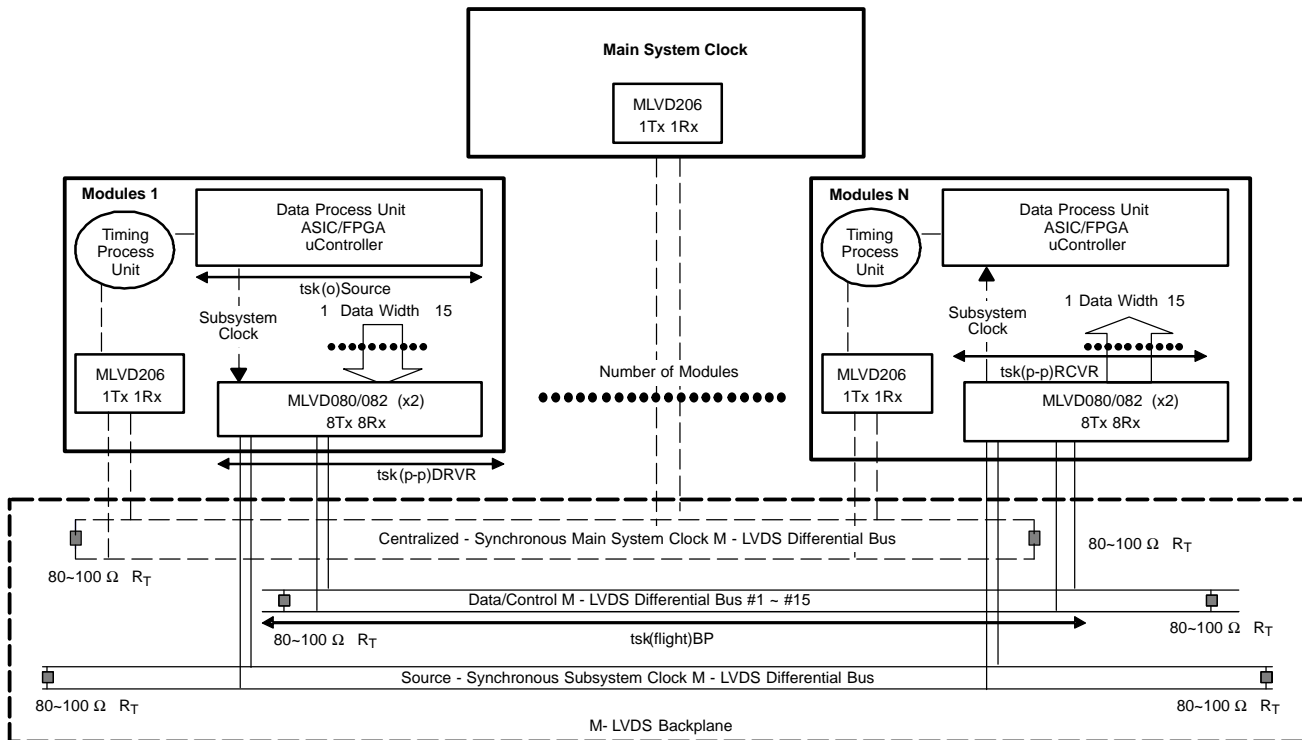 Main System Clock
MLVD206
1Tx 1Rx
Modules 1
Timing
Process
Unit
Data Process Unit
ASIC/FPGA
uController
tsk(o)Source
1 Data Width 15
Subsystem
Clock
MLVD206
1Tx 1Rx
MLVD080/082 (x2)
8Tx 8Rx
tsk(p-p)DRVR
Number of Modules
Modules N
Timing
Process
Unit
Data Process Unit
ASIC/FPGA
uController
1 Data Width 15
Subsystem
Clock
tsk(p-p)RCVR
MLVD206
1Tx 1Rx
MLVD080/082 (x2)
8Tx 8Rx
Centralized - Synchronous Main System Clock M - LVDS Differential Bus
80~100 Ω RT
80~100 Ω RT
Data/Control M - LVDS Differential Bus #1 ~ #15
80~100 Ω RT
tsk(flight)BP
80~100 Ω RT
Source - Synchronous Subsystem Clock M - LVDS Differential Bus
80~100 Ω RT
80~100 Ω RT
M- LVDS Backplane